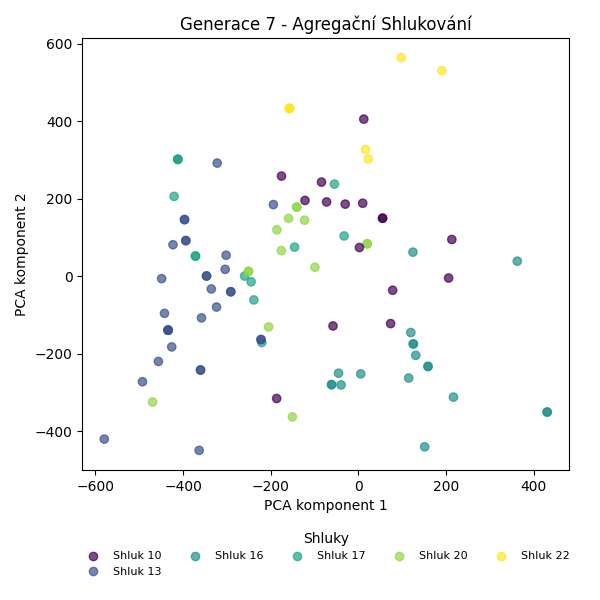 Generace 7 - Agregační Shlukování
600
400
200
0
−200
−400
PCA komponent 2
−600 −400 −200 0 200 400
PCA komponent 1
Shluky
Shluk 10 Shluk 16 Shluk 17 Shluk 20 Shluk 22
Shluk 13